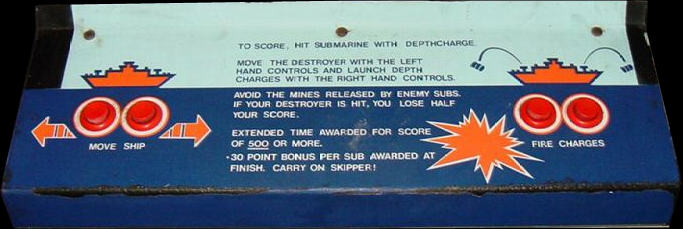 TO SCORE, HIT SUBMARINE WITH DEPTHCHARGE.
MOVE THE DESTROYER WITH THE LEFT
HAND CONTROLS AND LAUNCH DEPTH
CHARGES WITH THE RIGHT HAND CONTROLS.
AVOID THE MINES RELEASED BY ENEMY SUBS.
IF YOUR DESTROYER IS HIT, YOU LOSE HALF
YOUR SCORE.
EXTENDED TIME AWARDED FOR SCORE
OF 500 OR MORE.
•30 POINT BONUS PER SUB AWARDED AT
FINISH. CARRY ON SKIPPER!
MOVE SHIP
FIRE CHARGES